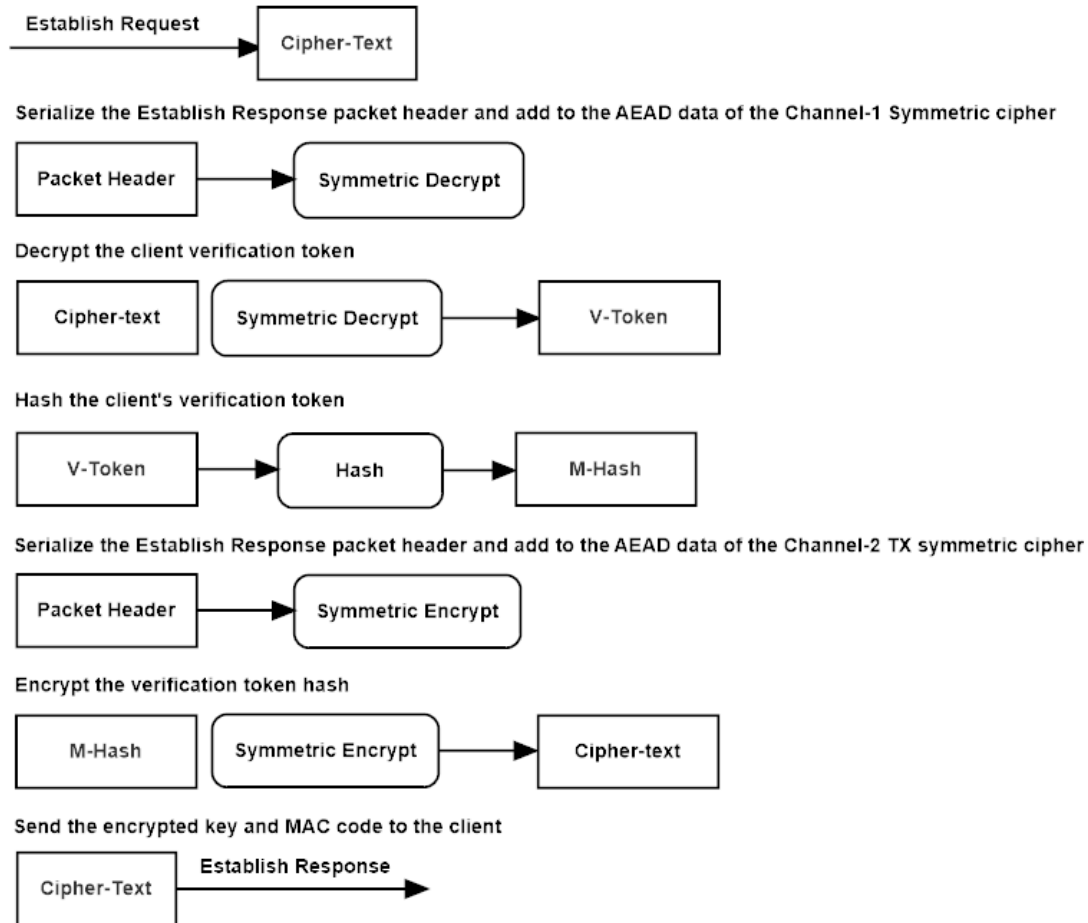 Establish Request
Cipher-Text
Serialize the Establish Response packet header and add to the AEAD data of the Channel-1 Symmetric cipher
Packet Header
Symmetric Decrypt
Decrypt the client verification token
Cipher-text
Symmetric Decrypt
V-Token
Hash the client's verification token
V-Token
Hash
M-Hash
Serialize the Establish Response packet header and add to the AEAD data of the Channel-2 TX symmetric cipher
Packet Header
Symmetric Encrypt
Encrypt the verification token hash
M-Hash
Symmetric Encrypt
Cipher-text
Send the encrypted key and MAC code to the client
Cipher-Text
Establish Response